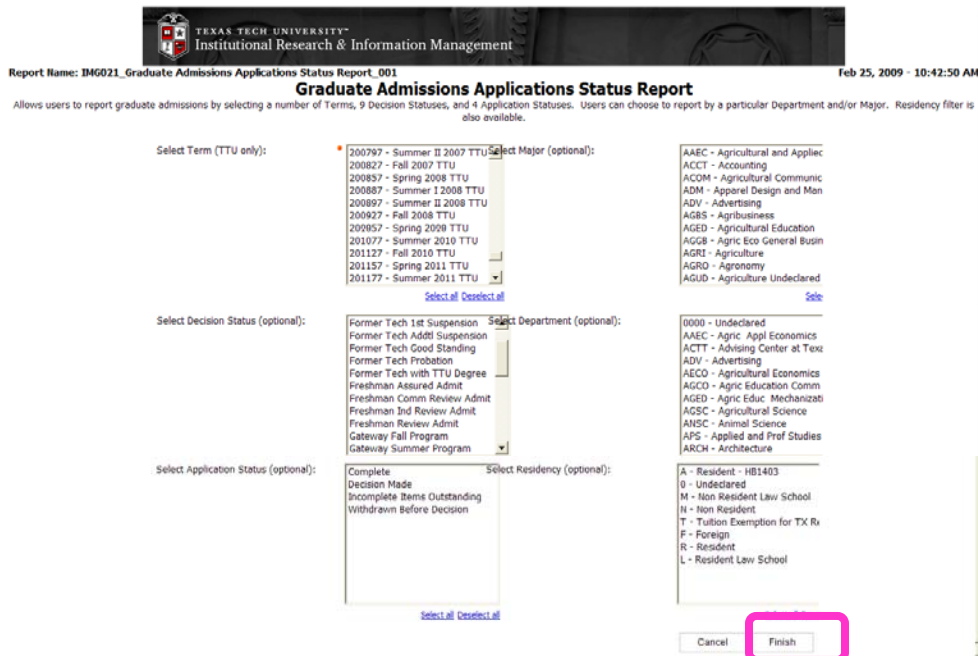 TEXAS TECH UNIVERSITY™
Institutional Research & Information Management
Report Name: IMG021_Graduate Admissions Applications Status Report_001
Feb 25, 2009 - 10:42:50 AM
Graduate Admissions Applications Status Report
Allows users to report graduate admissions by selecting a number of Terms, 9 Decision Statuses, and 4 Application Statuses. Users can choose to report by a particular Department and/or Major. Residency filter is
also available.
Select Term (TTU only):
*
200797 - Summer II 2007 TTU
200827 - Fall 2007 TTU
200857 - Spring 2008 TTU
200887 - Summer I 2008 TTU
200897 - Summer II 2008 TTU
200927 - Fall 2008 TTU
200957 - Spring 2009 TTU
201077 - Summer 2010 TTU
201127 - Fall 2010 TTU
201157 - Spring 2011 TTU
201177 - Summer 2011 TTU
Select all Deselect all
Select Major (optional):
AAEC - Agricultural and Applied
ACCT - Accounting
ACOM - Agricultural Communic
ADM - Apparel Design and Man
ADV - Advertising
AGBS - Agribusiness
AGED - Agricultural Education
AGGB - Agric Eco General Busin
AGRI - Agriculture
AGRO - Agronomy
AGUD - Agriculture Undeclared
Sele
Select Decision Status (optional):
Former Tech 1st Suspension
Former Tech Addtl Suspension
Former Tech Good Standing
Former Tech Probation
Former Tech with TTU Degree
Freshman Assured Admit
Freshman Comm Review Admit
Freshman Ind Review Admit
Freshman Review Admit
Gateway Fall Program
Gateway Summer Program
Select Department (optional):
0000 - Undeclared
AAEC - Agric Appl Economics
ACTT - Advising Center at Texa
ADV - Advertising
AECO - Agricultural Economics
AGCO - Agric Education Comm
AGED - Agric Educ Mechanizati
AGSC - Agricultural Science
ANSC - Animal Science
APS - Applied and Prof Studies
ARCH - Architecture
Select Application Status (optional):
Complete
Decision Made
Incomplete Items Outstanding
Withdrawn Before Decision
Select all Deselect all
Select Residency (optional):
A - Resident - HB1403
0 - Undeclared
M - Non Resident Law School
N - Non Resident
T - Tuition Exemption for TX Re
F - Foreign
R - Resident
L - Resident Law School
Cancel
Finish